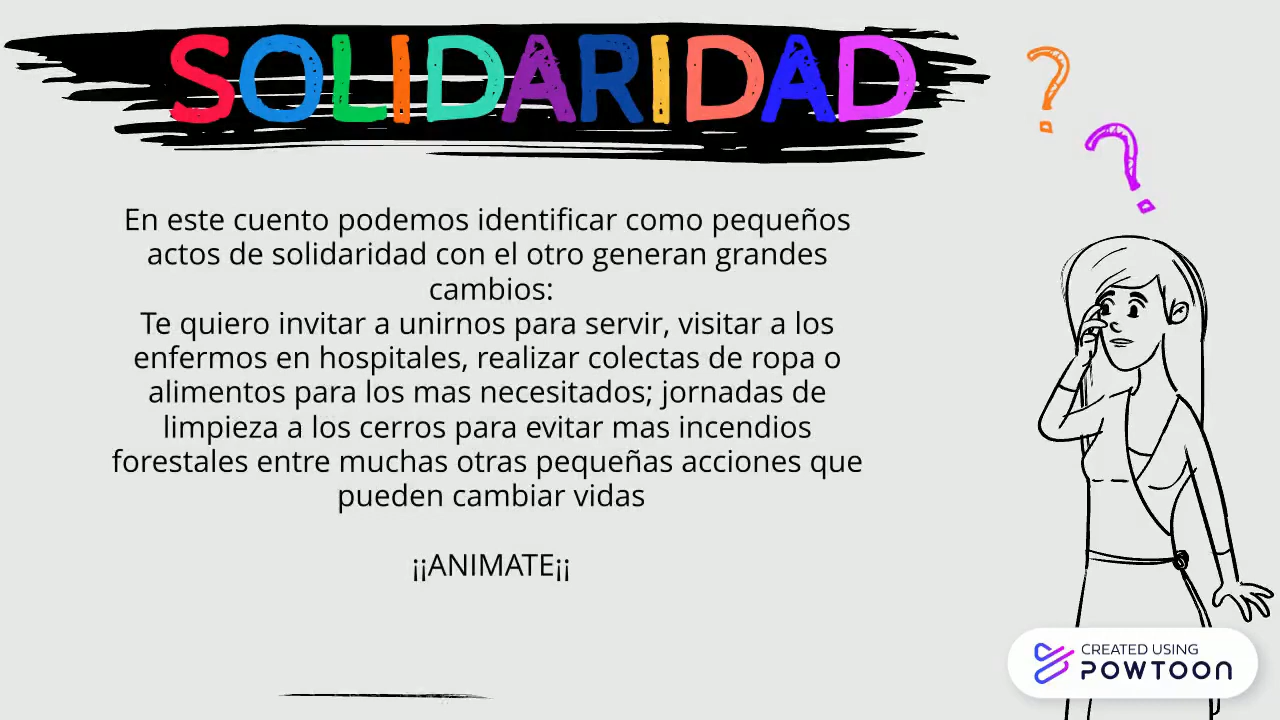 SOLIDARIDAD
? 
?
En este cuento podemos identificar como pequeños
actos de solidaridad con el otro generan grandes
cambios:
Te quiero invitar a unirnos para servir, visitar a los
enfermos en hospitales, realizar colectas de ropa o
alimentos para los mas necesitados; jornadas de
limpieza a los cerros para evitar mas incendios
forestales entre muchas otras pequeñas acciones que
pueden cambiar vidas
¡¡ANIMATE¡¡
CREATED USING
POWTOON